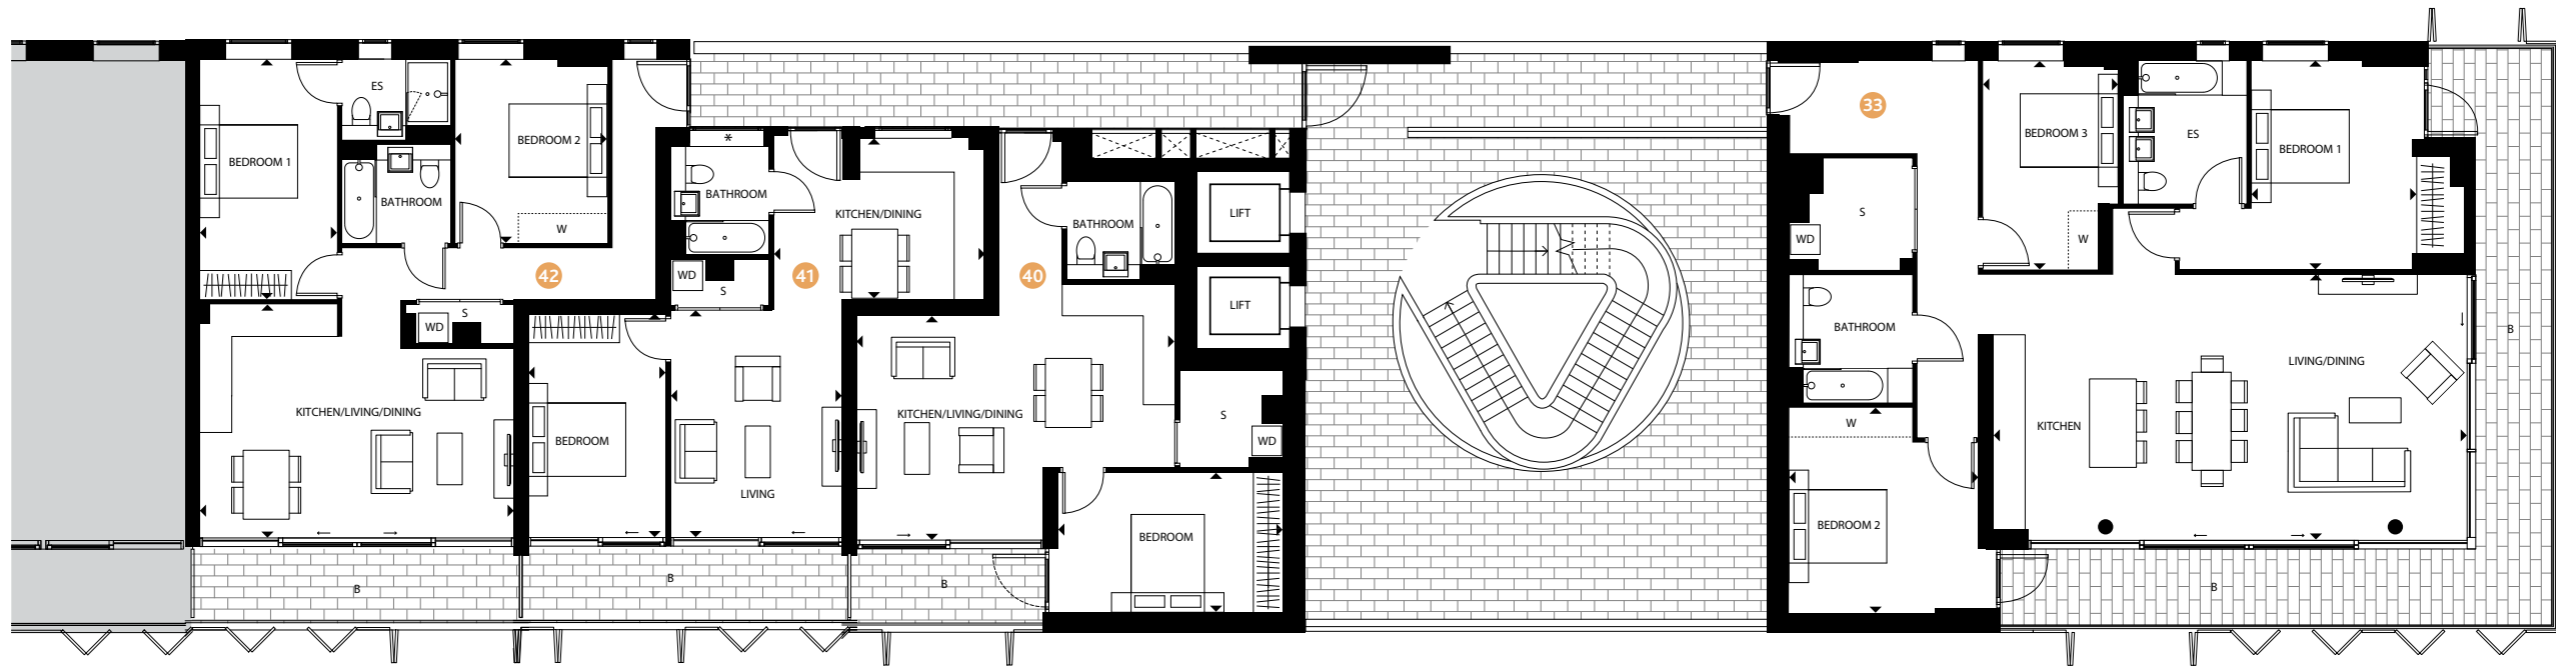 ES
BEDROOM 1
BATHROOM
BEDROOM 2
W
42
S
WD
KITCHEN/LIVING/DINING
B
*
BATHROOM
WD
S
41
KITCHEN/DINING
BEDROOM
LIVING
B
40
BATHROOM
KITCHEN/LIVING/DINING
S
WD
BEDROOM
B
LIFT
LIFT
33
S
WD
BATHROOM
W
BEDROOM 2
BEDROOM 3
W
ES
BEDROOM 1
LIVING/DINING
KITCHEN
B
B